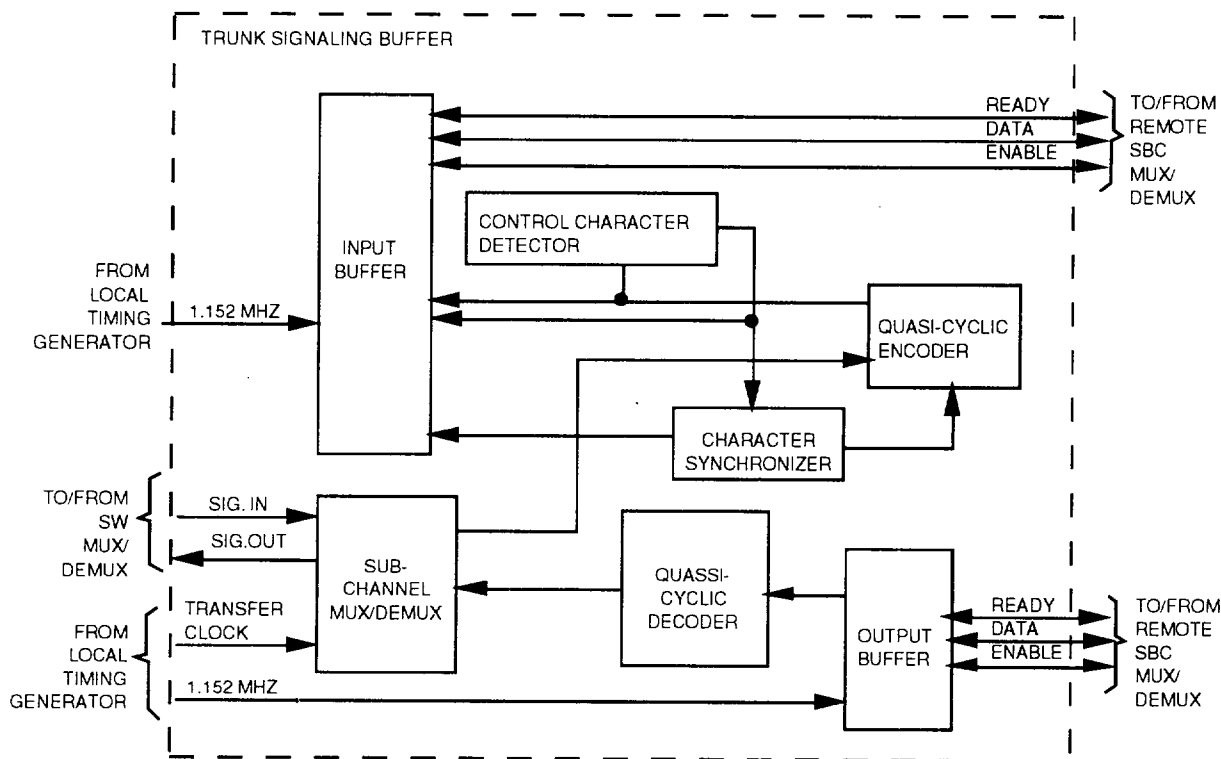 TRUNK SIGNALING BUFFER
READY
DATA
ENABLE
TO/FROM
REMOTE
SBC
MUX/
DEMUX
CONTROL CHARACTER
DETECTOR
INPUT
BUFFER
FROM
LOCAL
TIMING
GENERATOR
1.152 MHZ
QUASI-CYCLIC
ENCODER
CHARACTER
SYNCHRONIZER
TO/FROM
SW
MUX/
DEMUX
SIG. IN
SIG.OUT
SUB-
CHANNEL
MUX/DEMUX
QUASSI-
CYCLIC
DECODER
OUTPUT
BUFFER
READY
DATA
ENABLE
TO/FROM
REMOTE
SBC
MUX/
DEMUX
FROM
LOCAL
TIMING
GENERATOR
TRANSFER
CLOCK
1.152 MHZ